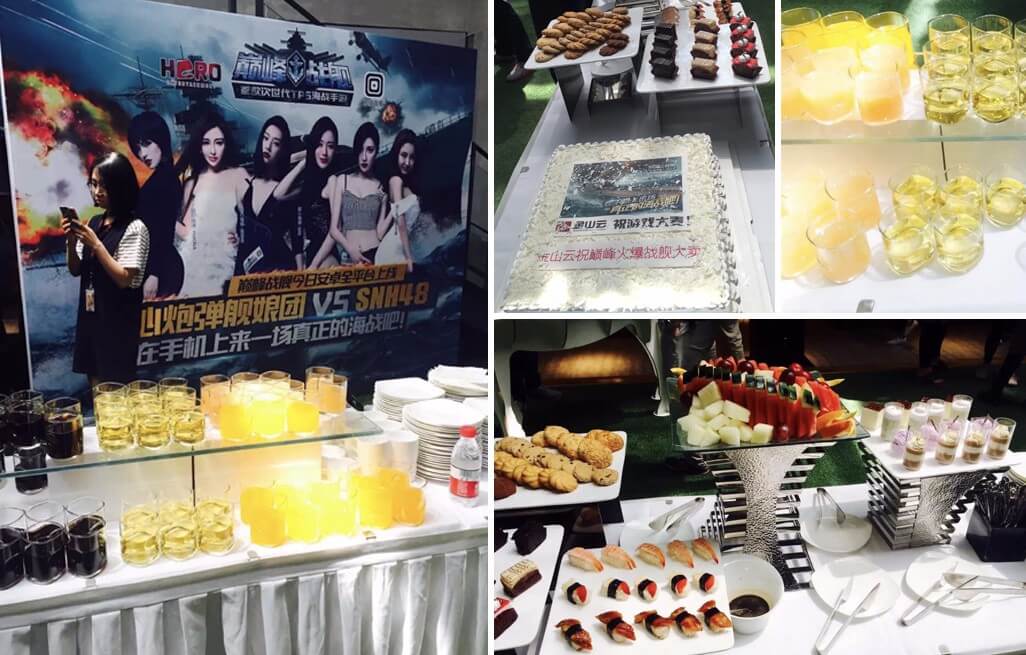 HERO
巅峰战舰
首款次世代TPS海战手游
巅峰战舰今日安卓全平台上线
炮弹舰娘团 VS SNH48
在手机上来一场真正的海战吧!
金山云 祝游戏大卖!
金山云祝巅峰火爆战舰大卖